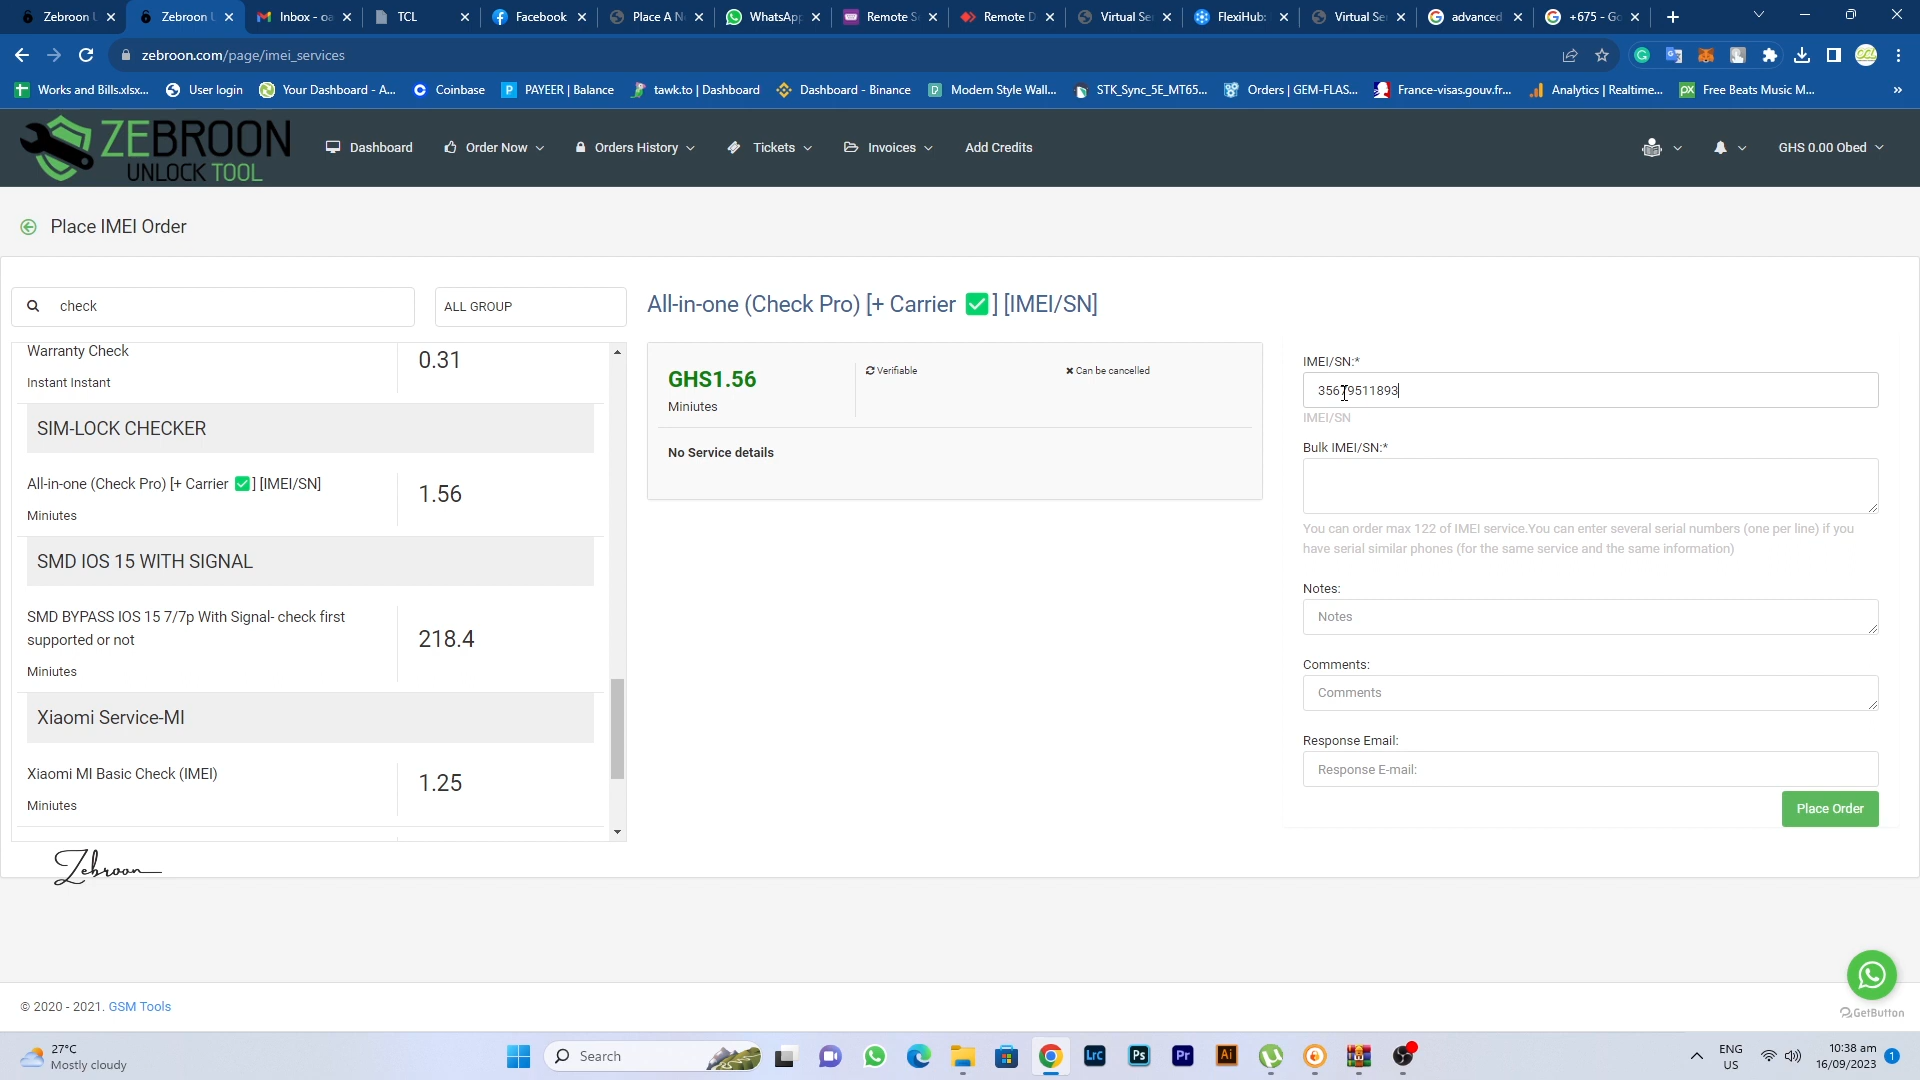 Zebroon U
Zebroon U
Inbox - oa
TCL
Facebook
Place A N
WhatsApp
Remote S
Remote D
Virtual Se
FlexiHub:
Virtual Se
advanced
+675 - Go
zebroon.com/page/imei_services
Works and Bills.xlsx...
User login
Your Dashboard - A...
Coinbase
PAYEER | Balance
tawk.to | Dashboard
Dashboard - Binance
Modern Style Wall...
STK_Sync_5E_MT65...
Orders | GEM-FLAS...
France-visas.gouv.fr...
Analytics | Realtime...
Free Beats Music M...
»
ZEBROON
UNLOCK TOOL
Dashboard
Order Now
Orders History
Tickets
Invoices
Add Credits
GHS 0.00 Obed
Place IMEI Order
check
ALL GROUP
All-in-one (Check Pro) [+ Carrier ✅] [IMEI/SN]
Warranty Check
0.31
Instant Instant
SIM-LOCK CHECKER
All-in-one (Check Pro) [+ Carrier ✅] [IMEI/SN]
1.56
Miniutes
SMD IOS 15 WITH SIGNAL
SMD BYPASS IOS 15 7/7p With Signal- check first
supported or not
218.4
Miniutes
Xiaomi Service-MI
Xiaomi MI Basic Check (IMEI)
1.25
Miniutes
GHS1.56
Miniutes
Verifiable
Can be cancelled
No Service details
IMEI/SN:*
35679511893
IMEI/SN
Bulk IMEI/SN:*
You can order max 122 of IMEI service.You can enter several serial numbers (one per line) if you
have serial similar phones (for the same service and the same information)
Notes:
Notes
Comments:
Comments
Response Email:
Response E-mail:
Place Order
Zebroon
© 2020 - 2021. GSM Tools
GetButton
27°C
Mostly cloudy
Search
Lrc
Ps
Pr
Ai
ENG
US
10:38 am
16/09/2023
1